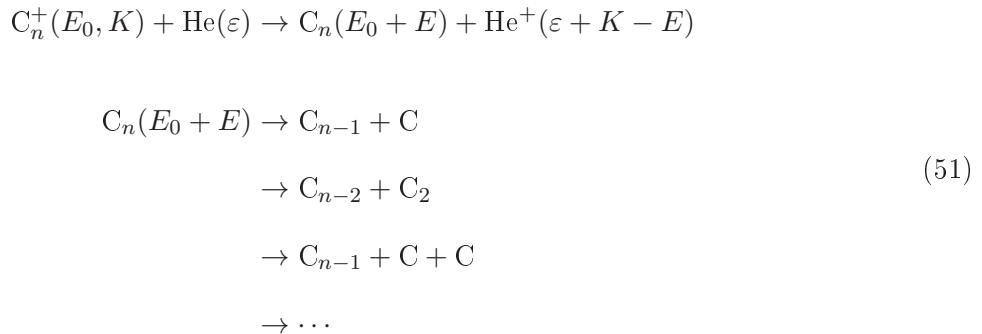 C_n^+(E_0, K) + He(ε) → C_n(E_0 + E) + He^+(ε + K − E)
C_n(E_0 + E) → C_{n−1} + C
→ C_{n−2} + C_2
(51)
→ C_{n−1} + C + C
→ ⋯